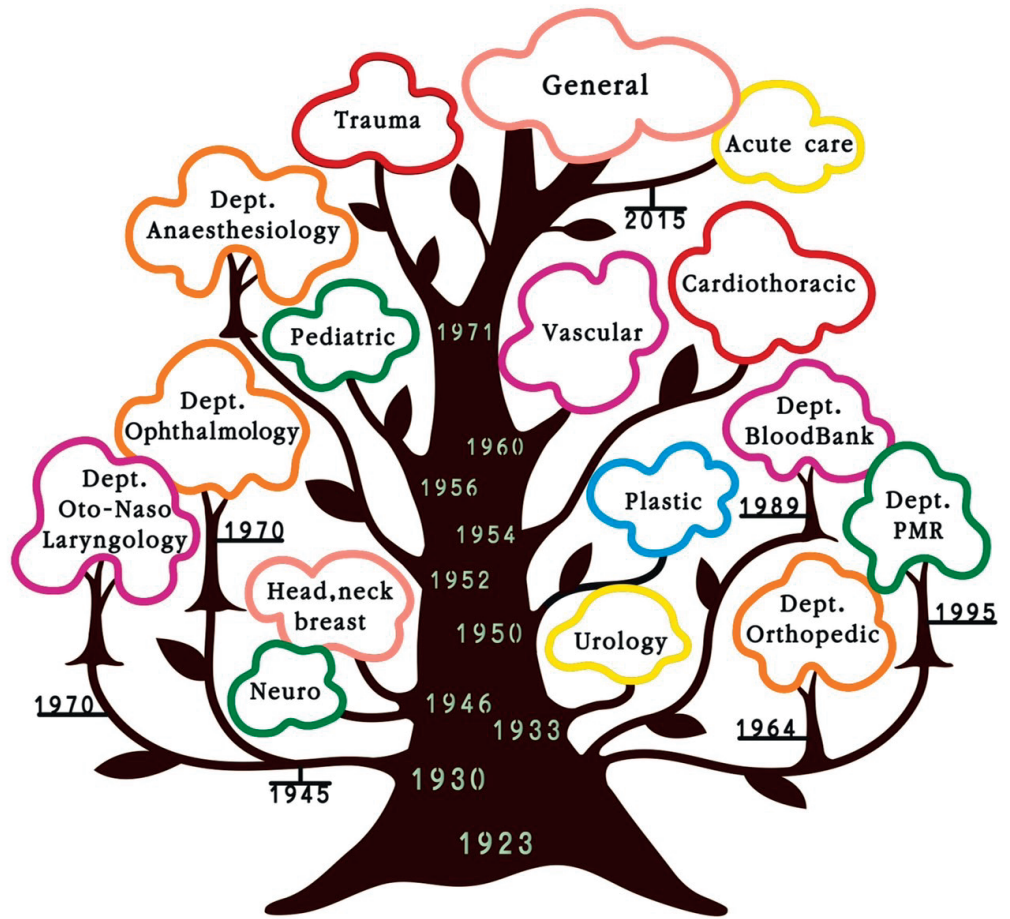 General
Trauma
Acute care
Dept.
Anaesthesiology
2015
Cardiothoracic
Pediatric
1971
Vascular
Dept.
Ophthalmology
Dept.
BloodBank
1960
Dept.
Oto-Naso
Laryngology
1956
Plastic
1989
Dept.
PMR
1970
1954
Head,neck
breast
1952
Dept.
Orthopedic
1995
1950
Urology
Neuro
1970
1946
1933
1964
1930
1945
1923